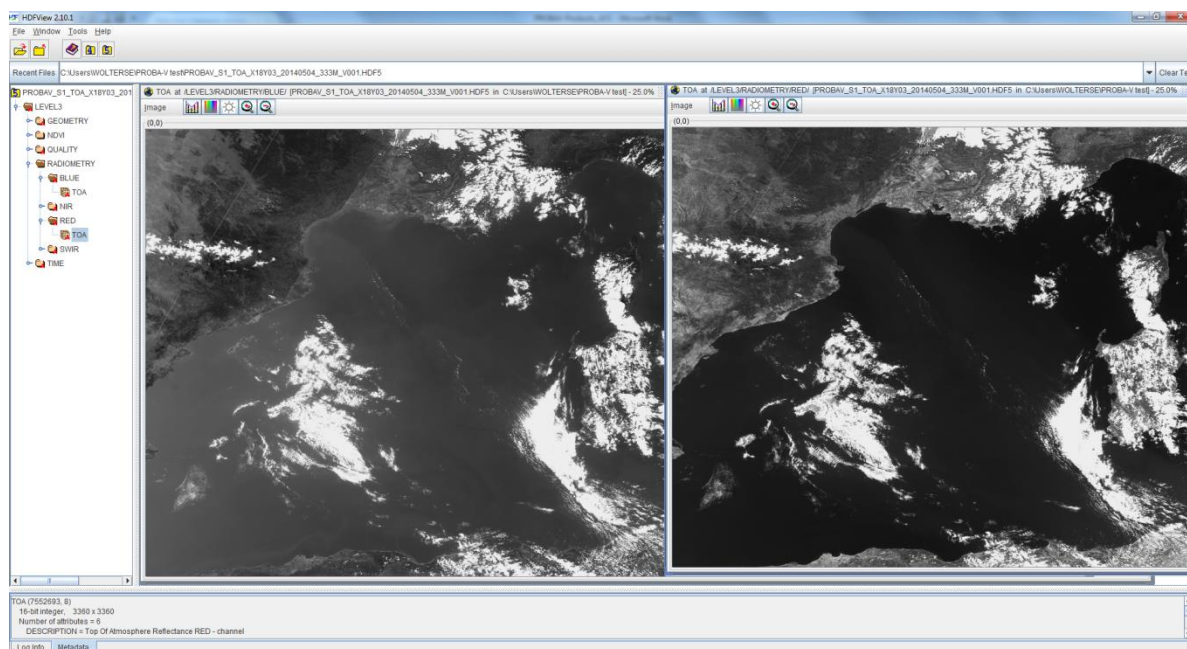 HDFView 2.10.1
File Window Tools Help
Recent Files C:\Users\WOLTERSE\PROBA-V test\PROBAV_S1_TOA_X18Y03_20140504_333M_V001.HDF5 Clear Te
PROBAV_S1_TOA_X18Y03_201
LEVEL3
GEOMETRY
NDVI
QUALITY
RADIOMETRY
BLUE
TOA
NIR
RED
TOA
SWIR
TIME
TOA at /LEVEL3/RADIOMETRY/BLUE/ [PROBAV_S1_TOA_X18Y03_20140504_333M_V001.HDF5 in C:\Users\WOLTERSE\PROBA-V test] - 25.0%
Image
(0,0)
TOA at /LEVEL3/RADIOMETRY/RED/ [PROBAV_S1_TOA_X18Y03_20140504_333M_V001.HDF5 in C:\Users\WOLTERSE\PROBA-V test] - 25.0%
Image
(0,0)
TOA (7552693, 8)
16-bit integer, 3360 x 3360
Number of attributes = 6
DESCRIPTION = Top Of Atmosphere Reflectance RED - channel
Log Info Metadata